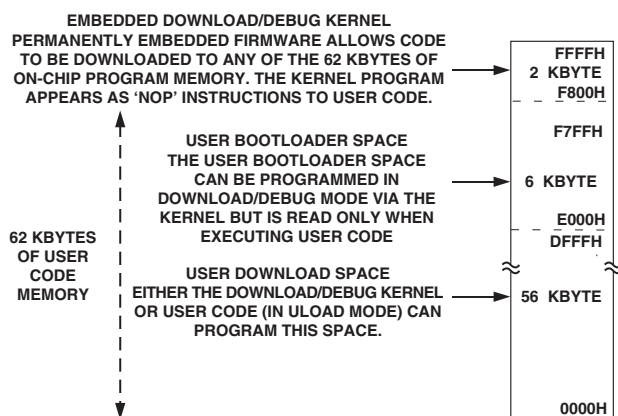 EMBEDDED DOWNLOAD/DEBUG KERNEL
PERMANENTLY EMBEDDED FIRMWARE ALLOWS CODE
TO BE DOWNLOADED TO ANY OF THE 62 KBYTES OF
ON-CHIP PROGRAM MEMORY. THE KERNEL PROGRAM
APPEARS AS ‘NOP’ INSTRUCTIONS TO USER CODE.
FFFFH
2 KBYTE
F800H
USER BOOTLOADER SPACE
THE USER BOOTLOADER SPACE
CAN BE PROGRAMMED IN
DOWNLOAD/DEBUG MODE VIA THE
KERNEL BUT IS READ ONLY WHEN
EXECUTING USER CODE
F7FFH
6 KBYTE
E000H
62 KBYTES
OF USER
CODE
MEMORY
USER DOWNLOAD SPACE
EITHER THE DOWNLOAD/DEBUG KERNEL
OR USER CODE (IN ULOAD MODE) CAN
PROGRAM THIS SPACE.
DFFFH
56 KBYTE
0000H